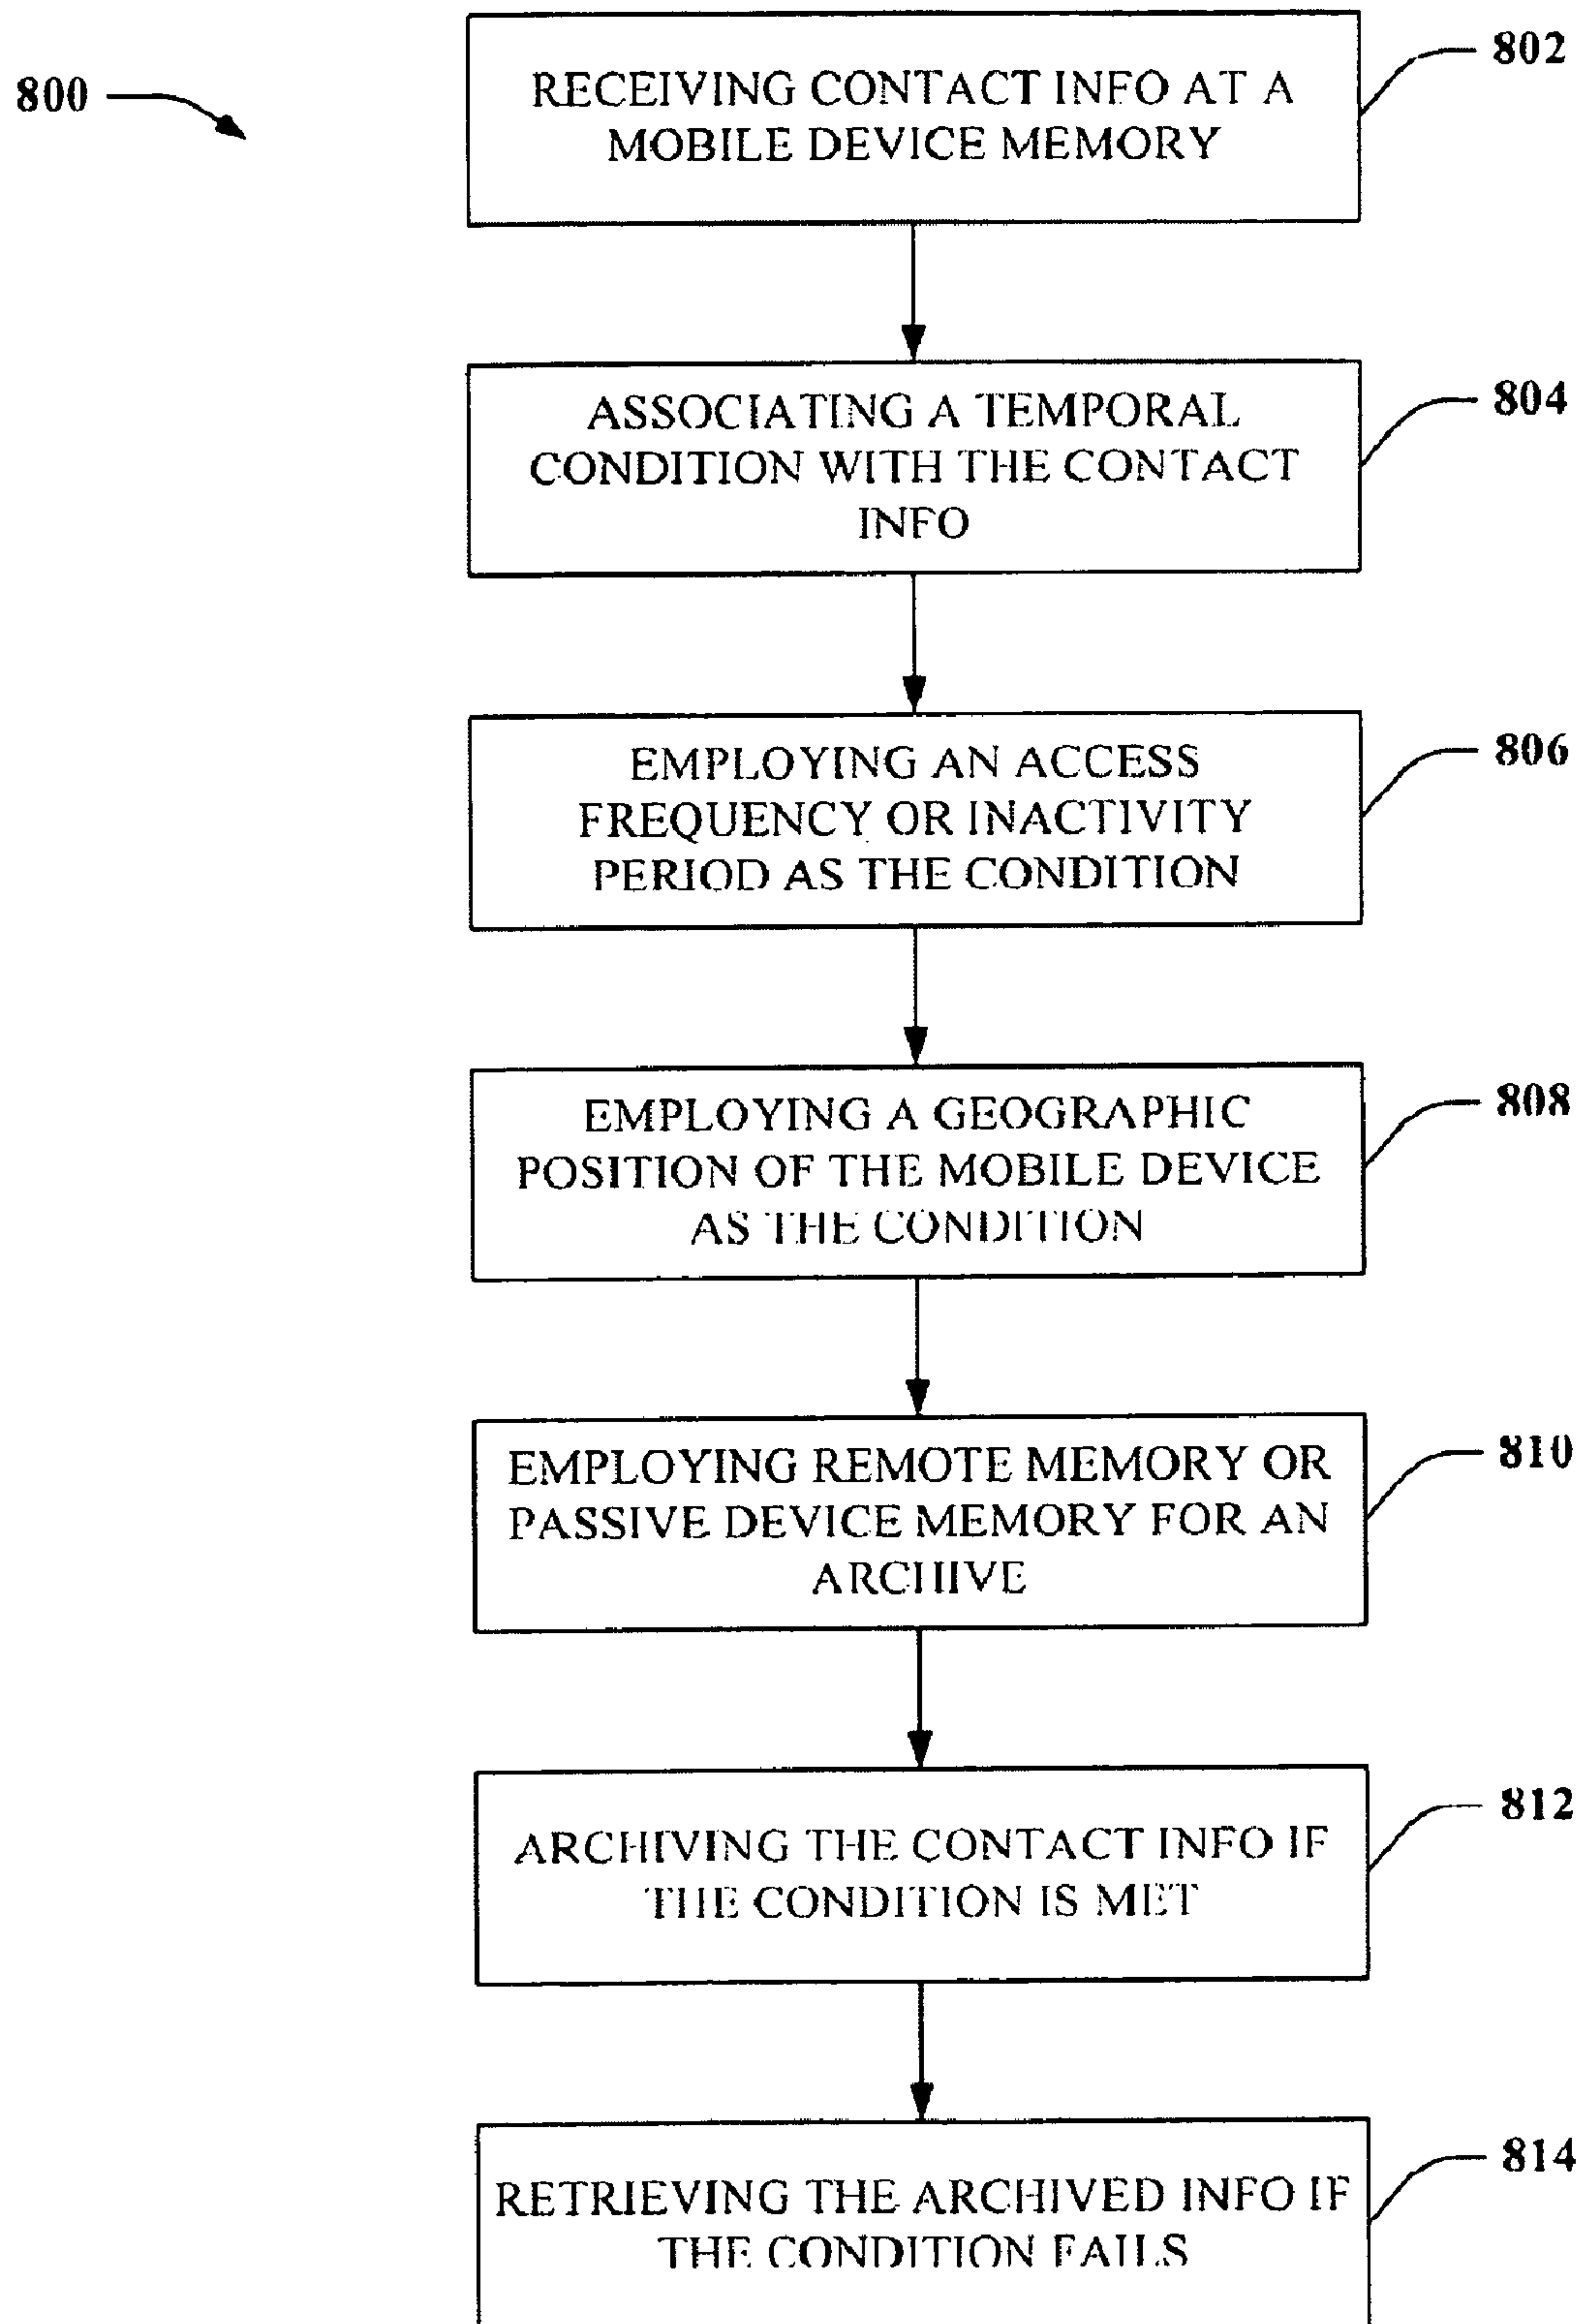 800
802
RECEIVING CONTACT INFO AT A
MOBILE DEVICE MEMORY
804
ASSOCIATING A TEMPORAL
CONDITION WITH THE CONTACT
INFO
806
EMPLOYING AN ACCESS
FREQUENCY OR INACTIVITY
PERIOD AS THE CONDITION
808
EMPLOYING A GEOGRAPHIC
POSITION OF THE MOBILE DEVICE
AS THE CONDITION
810
EMPLOYING REMOTE MEMORY OR
PASSIVE DEVICE MEMORY FOR AN
ARCHIVE
812
ARCHIVING THE CONTACT INFO IF
THE CONDITION IS MET
814
RETRIEVING THE ARCHIVED INFO IF
THE CONDITION FAILS